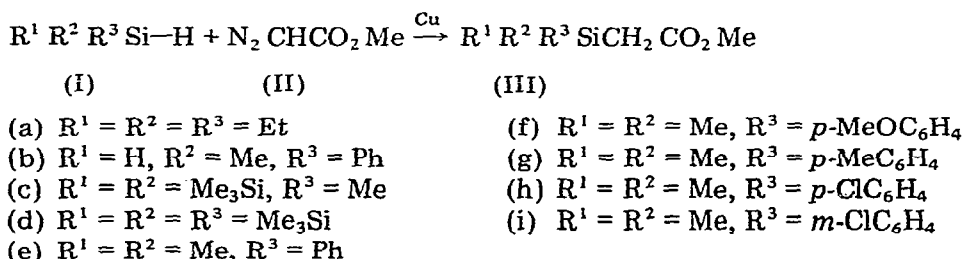 R¹ R² R³ Si—H + N₂ CHCO₂ Me —Cu→ R¹ R² R³ SiCH₂ CO₂ Me
(I) (II) (III)
(a) R¹ = R² = R³ = Et (f) R¹ = R² = Me, R³ = p-MeOC₆H₄
(b) R¹ = H, R² = Me, R³ = Ph (g) R¹ = R² = Me, R³ = p-MeC₆H₄
(c) R¹ = R² = Me₃Si, R³ = Me (h) R¹ = R² = Me, R³ = p-ClC₆H₄
(d) R¹ = R² = R³ = Me₃Si (i) R¹ = R² = Me, R³ = m-ClC₆H₄
(e) R¹ = R² = Me, R³ = Ph